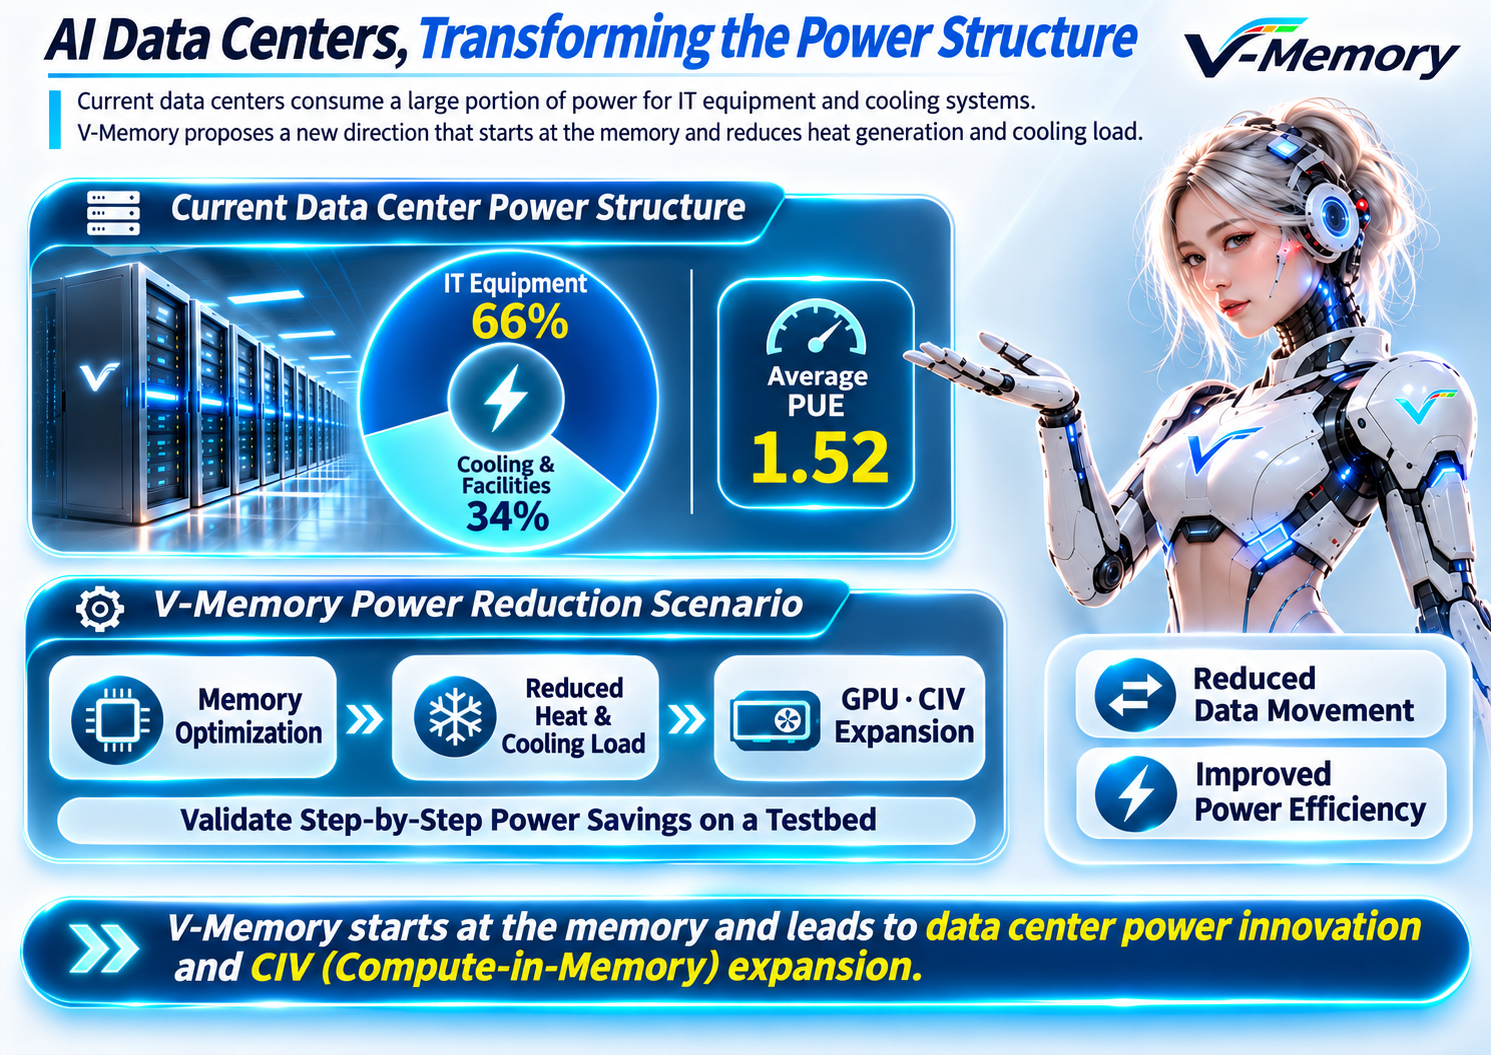 AI Data Centers, Transforming the Power Structure
V-Memory
Current data centers consume a large portion of power for IT equipment and cooling systems.
V-Memory proposes a new direction that starts at the memory and reduces heat generation and cooling load.
Current Data Center Power Structure
IT Equipment
66%
Cooling &
Facilities
34%
Average
PUE
1.52
V-Memory Power Reduction Scenario
Memory
Optimization
Reduced
Heat &
Cooling Load
GPU · CIV
Expansion
Validate Step-by-Step Power Savings on a Testbed
Reduced
Data Movement
Improved
Power Efficiency
V-Memory starts at the memory and leads to data center power innovation
and CIV (Compute-in-Memory) expansion.